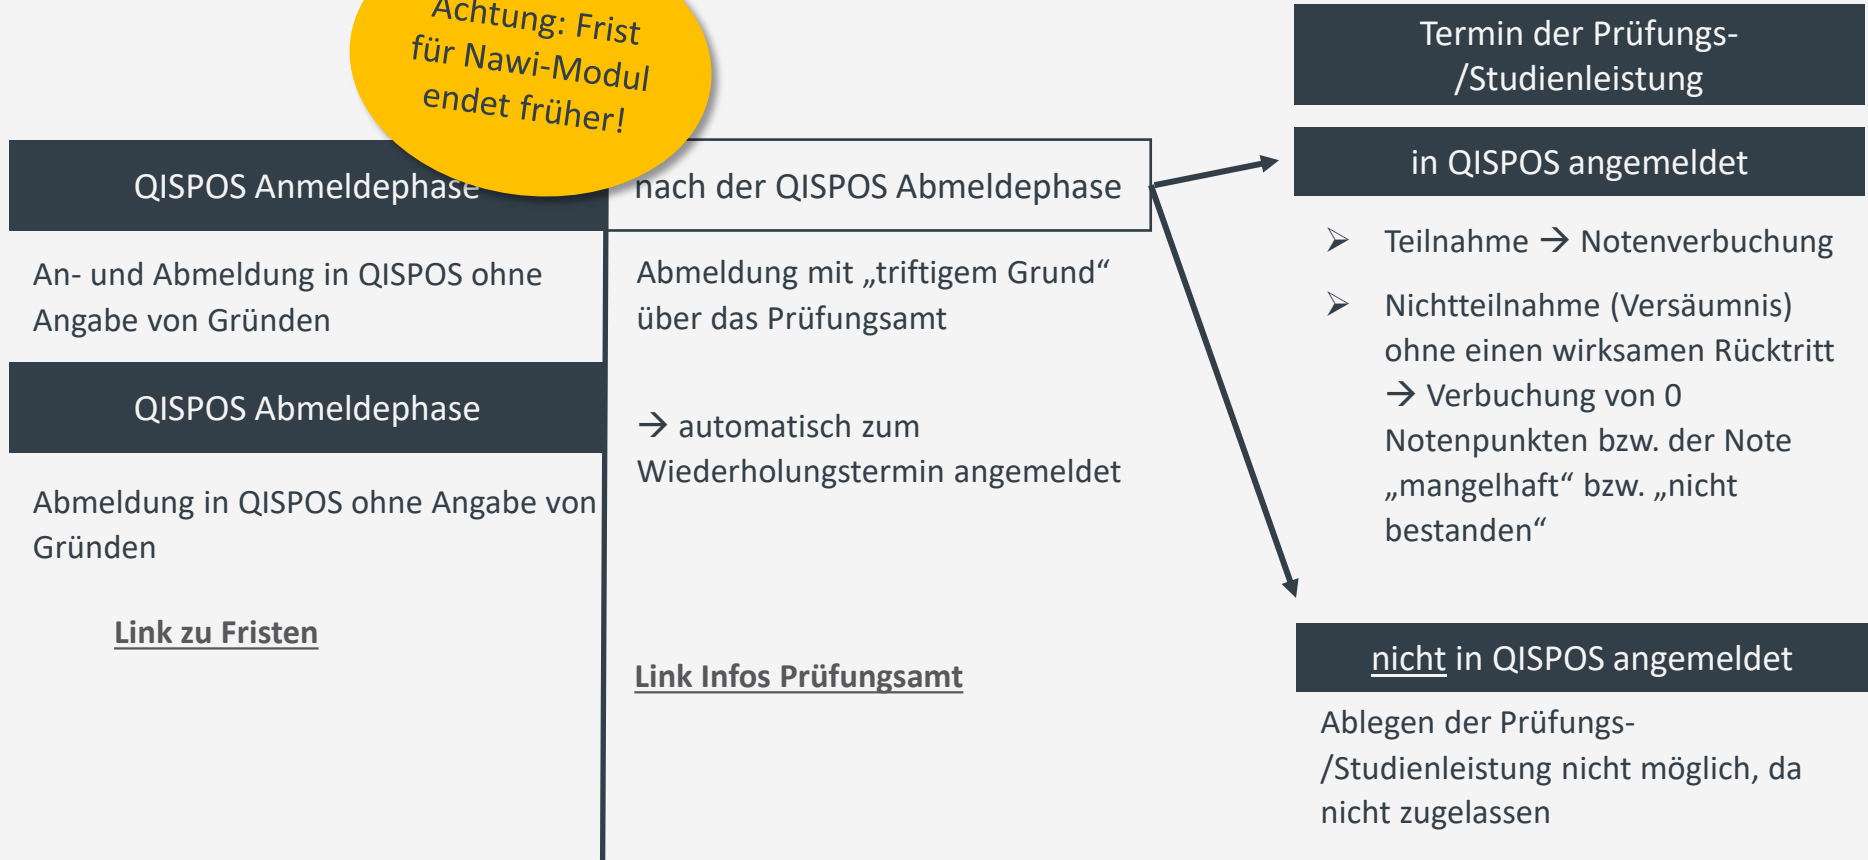 Achtung: Frist
für Nawi-Modul
endet früher!
QISPOS Anmeldephase
An- und Abmeldung in QISPOS ohne
Angabe von Gründen
QISPOS Abmeldephase
Abmeldung in QISPOS ohne Angabe von
Gründen
Link zu Fristen
nach der QISPOS Abmeldephase
Abmeldung mit „triftigem Grund“
über das Prüfungsamt
→ automatisch zum
Wiederholungstermin angemeldet
Link Infos Prüfungsamt
Termin der Prüfungs-
/Studienleistung
in QISPOS angemeldet
➢ Teilnahme → Notenverbuchung
➢ Nichtteilnahme (Versäumnis)
ohne einen wirksamen Rücktritt
→ Verbuchung von 0
Notenpunkten bzw. der Note
„mangelhaft“ bzw. „nicht
bestanden“
nicht in QISPOS angemeldet
Ablegen der Prüfungs-
/Studienleistung nicht möglich, da
nicht zugelassen